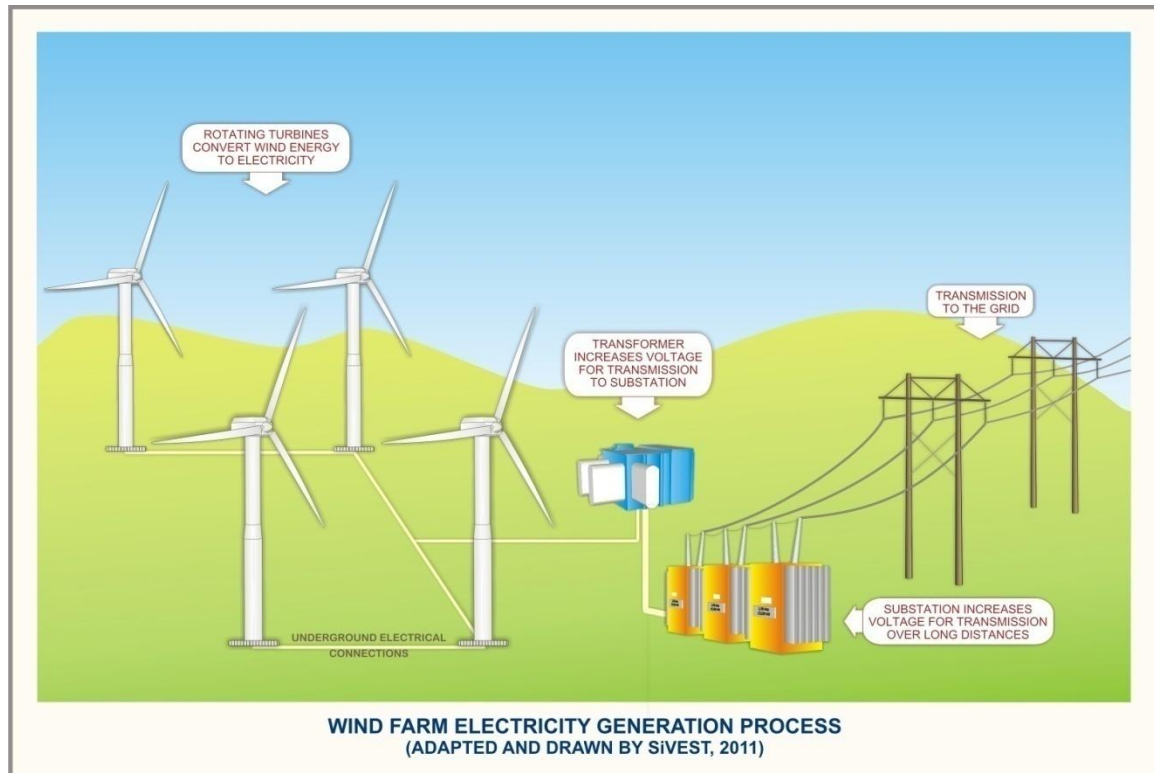 ROTATING TURBINES
CONVERT WIND ENERGY
TO ELECTRICITY
TRANSMISSION
TO THE GRID
TRANSFORMER
INCREASES VOLTAGE
FOR TRANSMISSION
TO SUBSTATION
SUBSTATION INCREASES
VOLTAGE FOR TRANSMISSION
OVER LONG DISTANCES
UNDERGROUND ELECTRICAL
CONNECTIONS
WIND FARM ELECTRICITY GENERATION PROCESS
(ADAPTED AND DRAWN BY SiVEST, 2011)